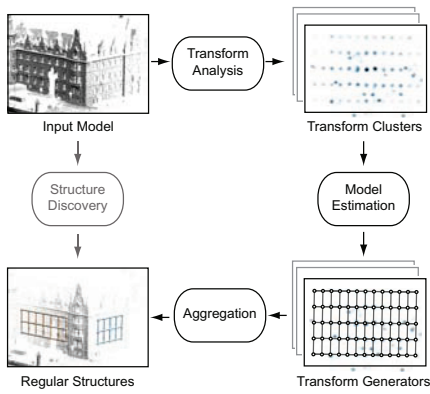 Transform
Analysis
Input Model
Transform Clusters
Structure
Discovery
Model
Estimation
Aggregation
Regular Structures
Transform Generators